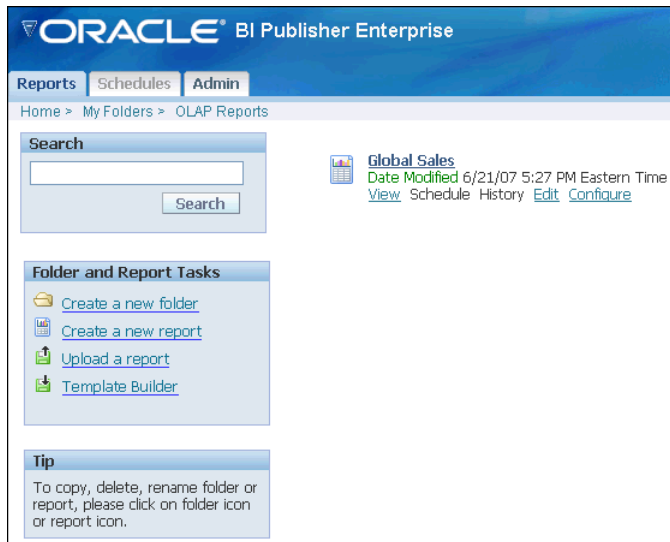 ORACLE® BI Publisher Enterprise
Reports Schedules Admin
Home > My Folders > OLAP Reports
Search
Search
Global Sales
Date Modified 6/21/07 5:27 PM Eastern Time
View Schedule History Edit Configure
Folder and Report Tasks
Create a new folder
Create a new report
Upload a report
Template Builder
Tip
To copy, delete, rename folder or
report, please click on folder icon
or report icon.